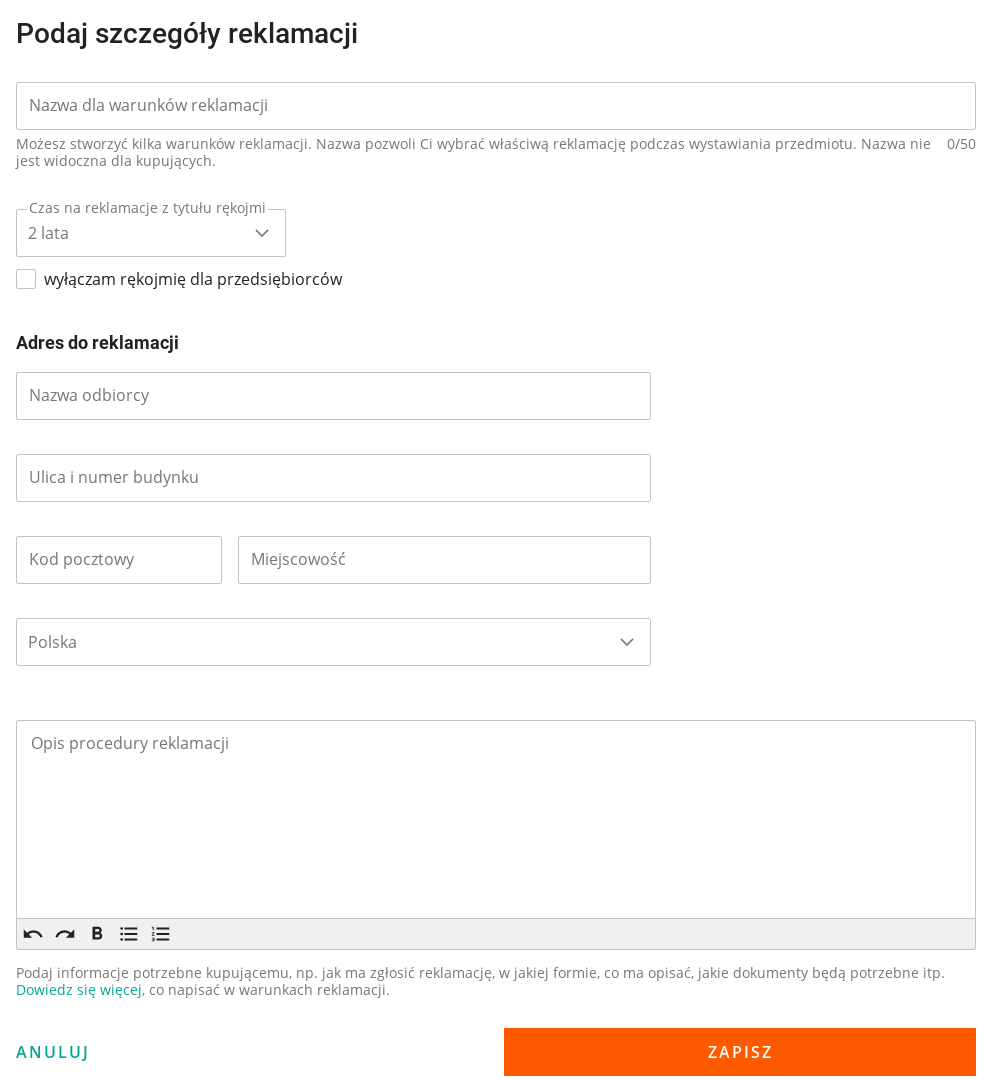 Podaj szczegóły reklamacji
Nazwa dla warunków reklamacji
Możesz stworzyć kilka warunków reklamacji. Nazwa pozwoli Ci wybrać właściwą reklamację podczas wystawiania przedmiotu. Nazwa nie 0/50
jest widoczna dla kupujących.
Czas na reklamacje z tytułu rękojmi
2 lata
wyłączam rękojmię dla przedsiębiorców
Adres do reklamacji
Nazwa odbiorcy
Ulica i numer budynku
Kod pocztowy Miejscowość
Polska
Opis procedury reklamacji
B
Podaj informacje potrzebne kupującemu, np. jak ma zgłosić reklamację, w jakiej formie, co ma opisać, jakie dokumenty będą potrzebne itp.
Dowiedz się więcej, co napisać w warunkach reklamacji.
ANULUJ ZAPISZ